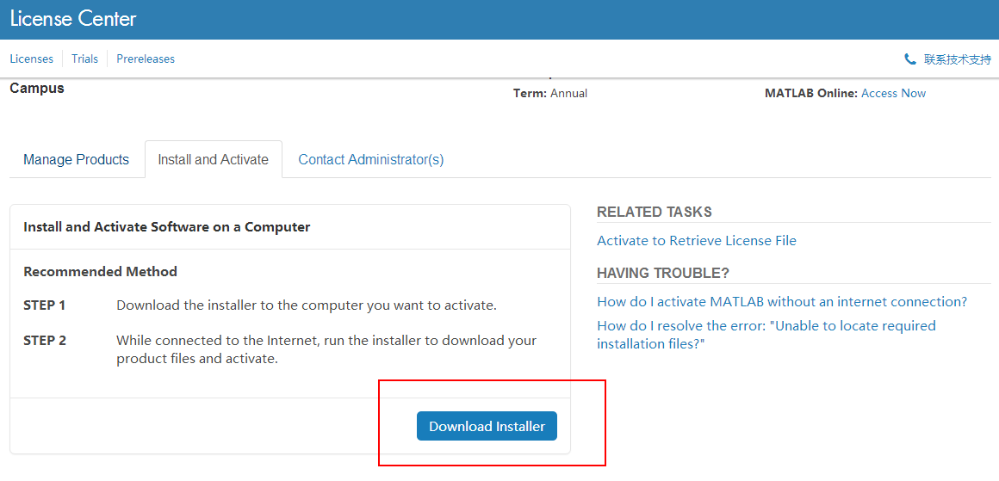 License Center
Licenses
Trials
Prereleases
联系技术支持
Campus
Term: Annual
MATLAB Online: Access Now
Manage Products
Install and Activate
Contact Administrator(s)
Install and Activate Software on a Computer
Recommended Method
STEP 1 Download the installer to the computer you want to activate.
STEP 2 While connected to the Internet, run the installer to download your
product files and activate.
Download Installer
RELATED TASKS
Activate to Retrieve License File
HAVING TROUBLE?
How do I activate MATLAB without an internet connection?
How do I resolve the error: "Unable to locate required
installation files?"